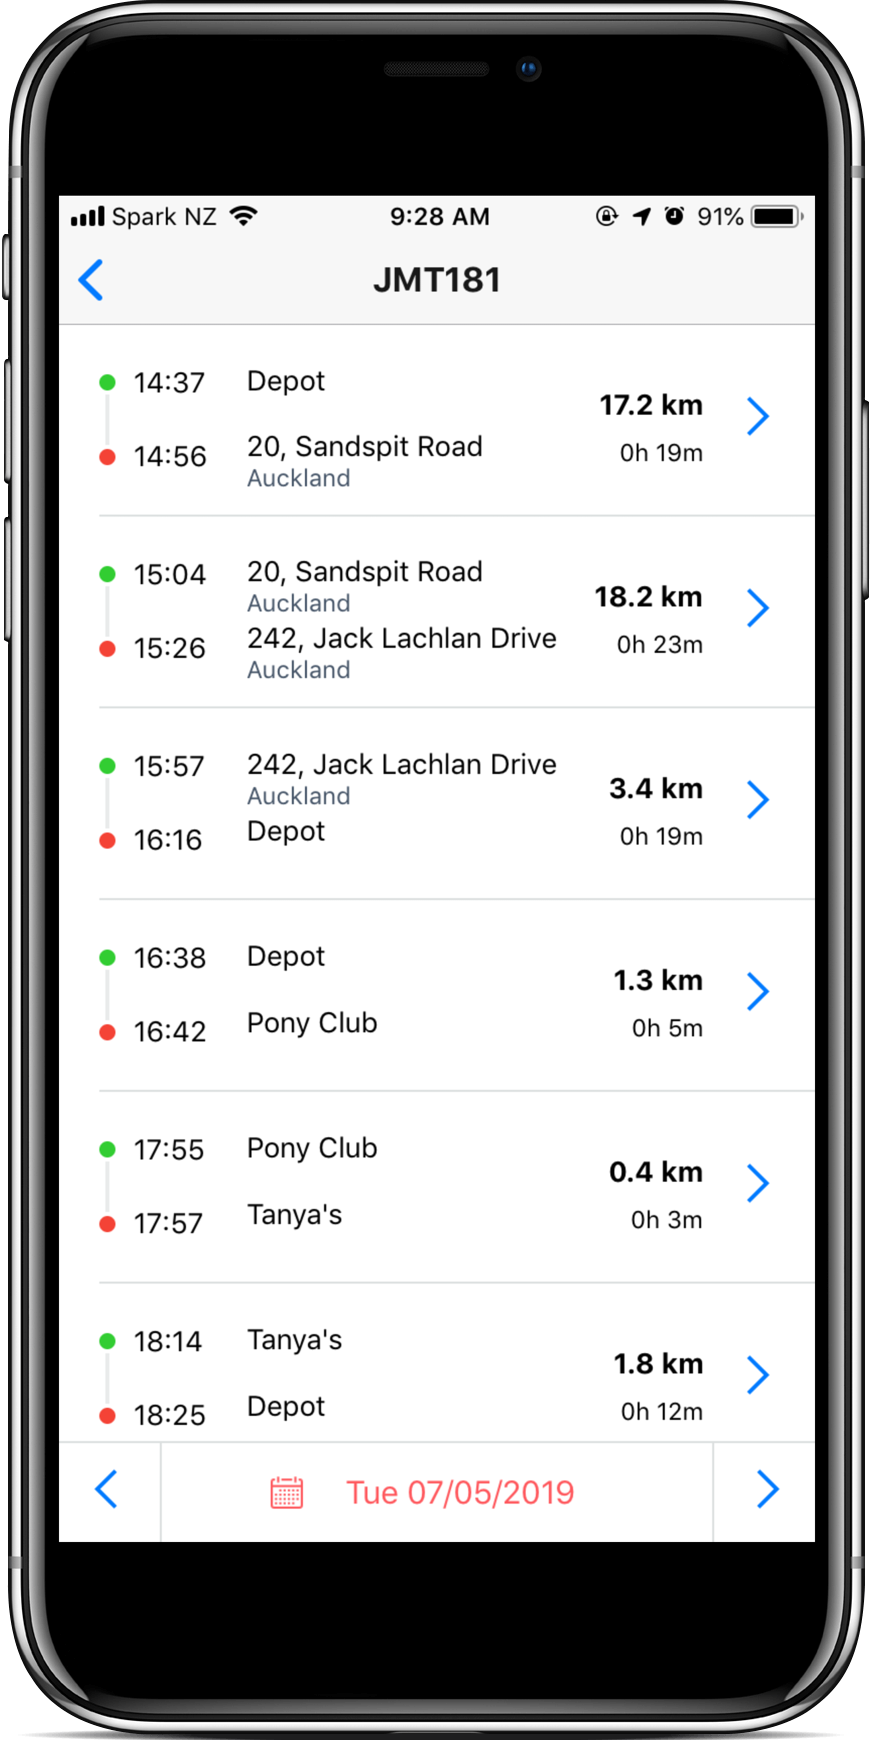 Spark NZ 9:28 AM 91%
JMT181
14:37 Depot
17.2 km
14:56 20, Sandspit Road
0h 19m
Auckland
15:04 20, Sandspit Road
Auckland
18.2 km
15:26 242, Jack Lachlan Drive
0h 23m
Auckland
15:57 242, Jack Lachlan Drive
Auckland
3.4 km
16:16 Depot
0h 19m
16:38 Depot
1.3 km
16:42 Pony Club
0h 5m
17:55 Pony Club
0.4 km
17:57 Tanya's
0h 3m
18:14 Tanya's
1.8 km
18:25 Depot
0h 12m
Tue 07/05/2019